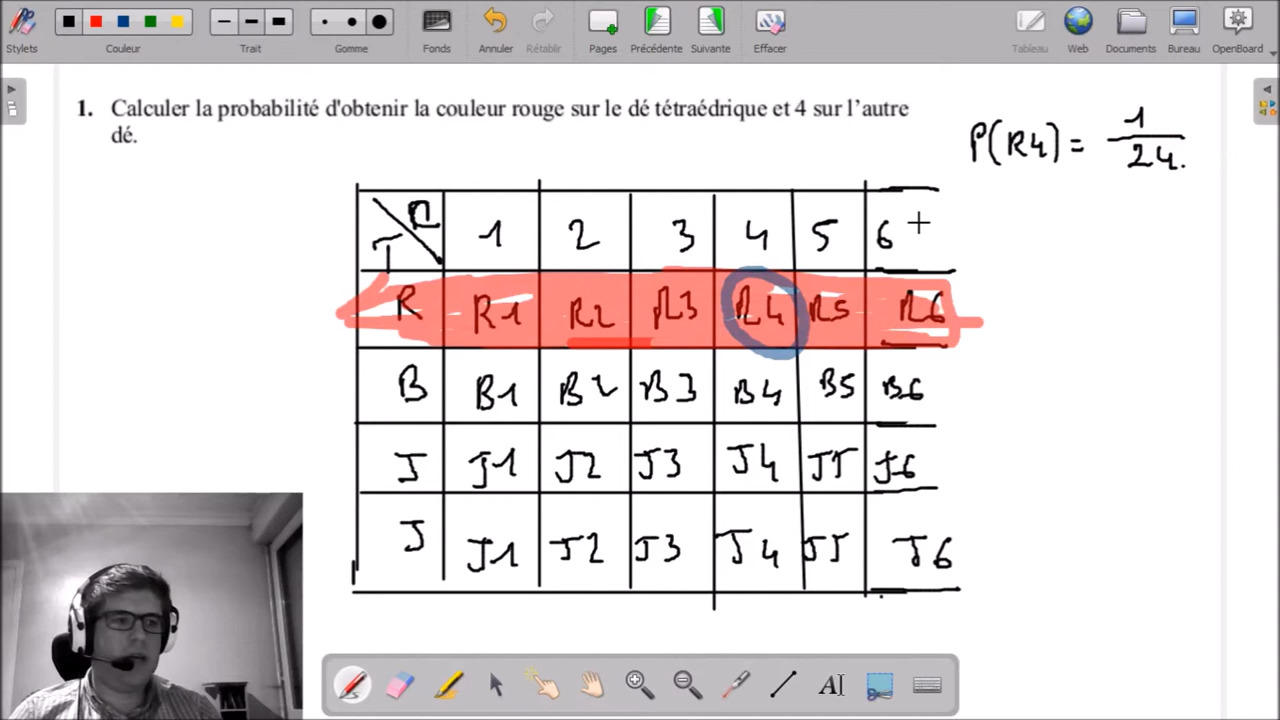 Stylets Couleur Trait Gomme Fonds Annuler Rétablir Pages Précédente Suivante Effacer Tableau Web Documents Bureau OpenBoard
1. Calculer la probabilité d'obtenir la couleur rouge sur le dé tétraédrique et 4 sur l’autre
dé.
P(R4) = 1/24.
T C 1 2 3 4 5 6
R R1 R2 R3 R4 R5 R6
B B1 B2 B3 B4 B5 B6
J J1 J2 J3 J4 J5 J6
J J1 J2 J3 J4 J5 J6
AI